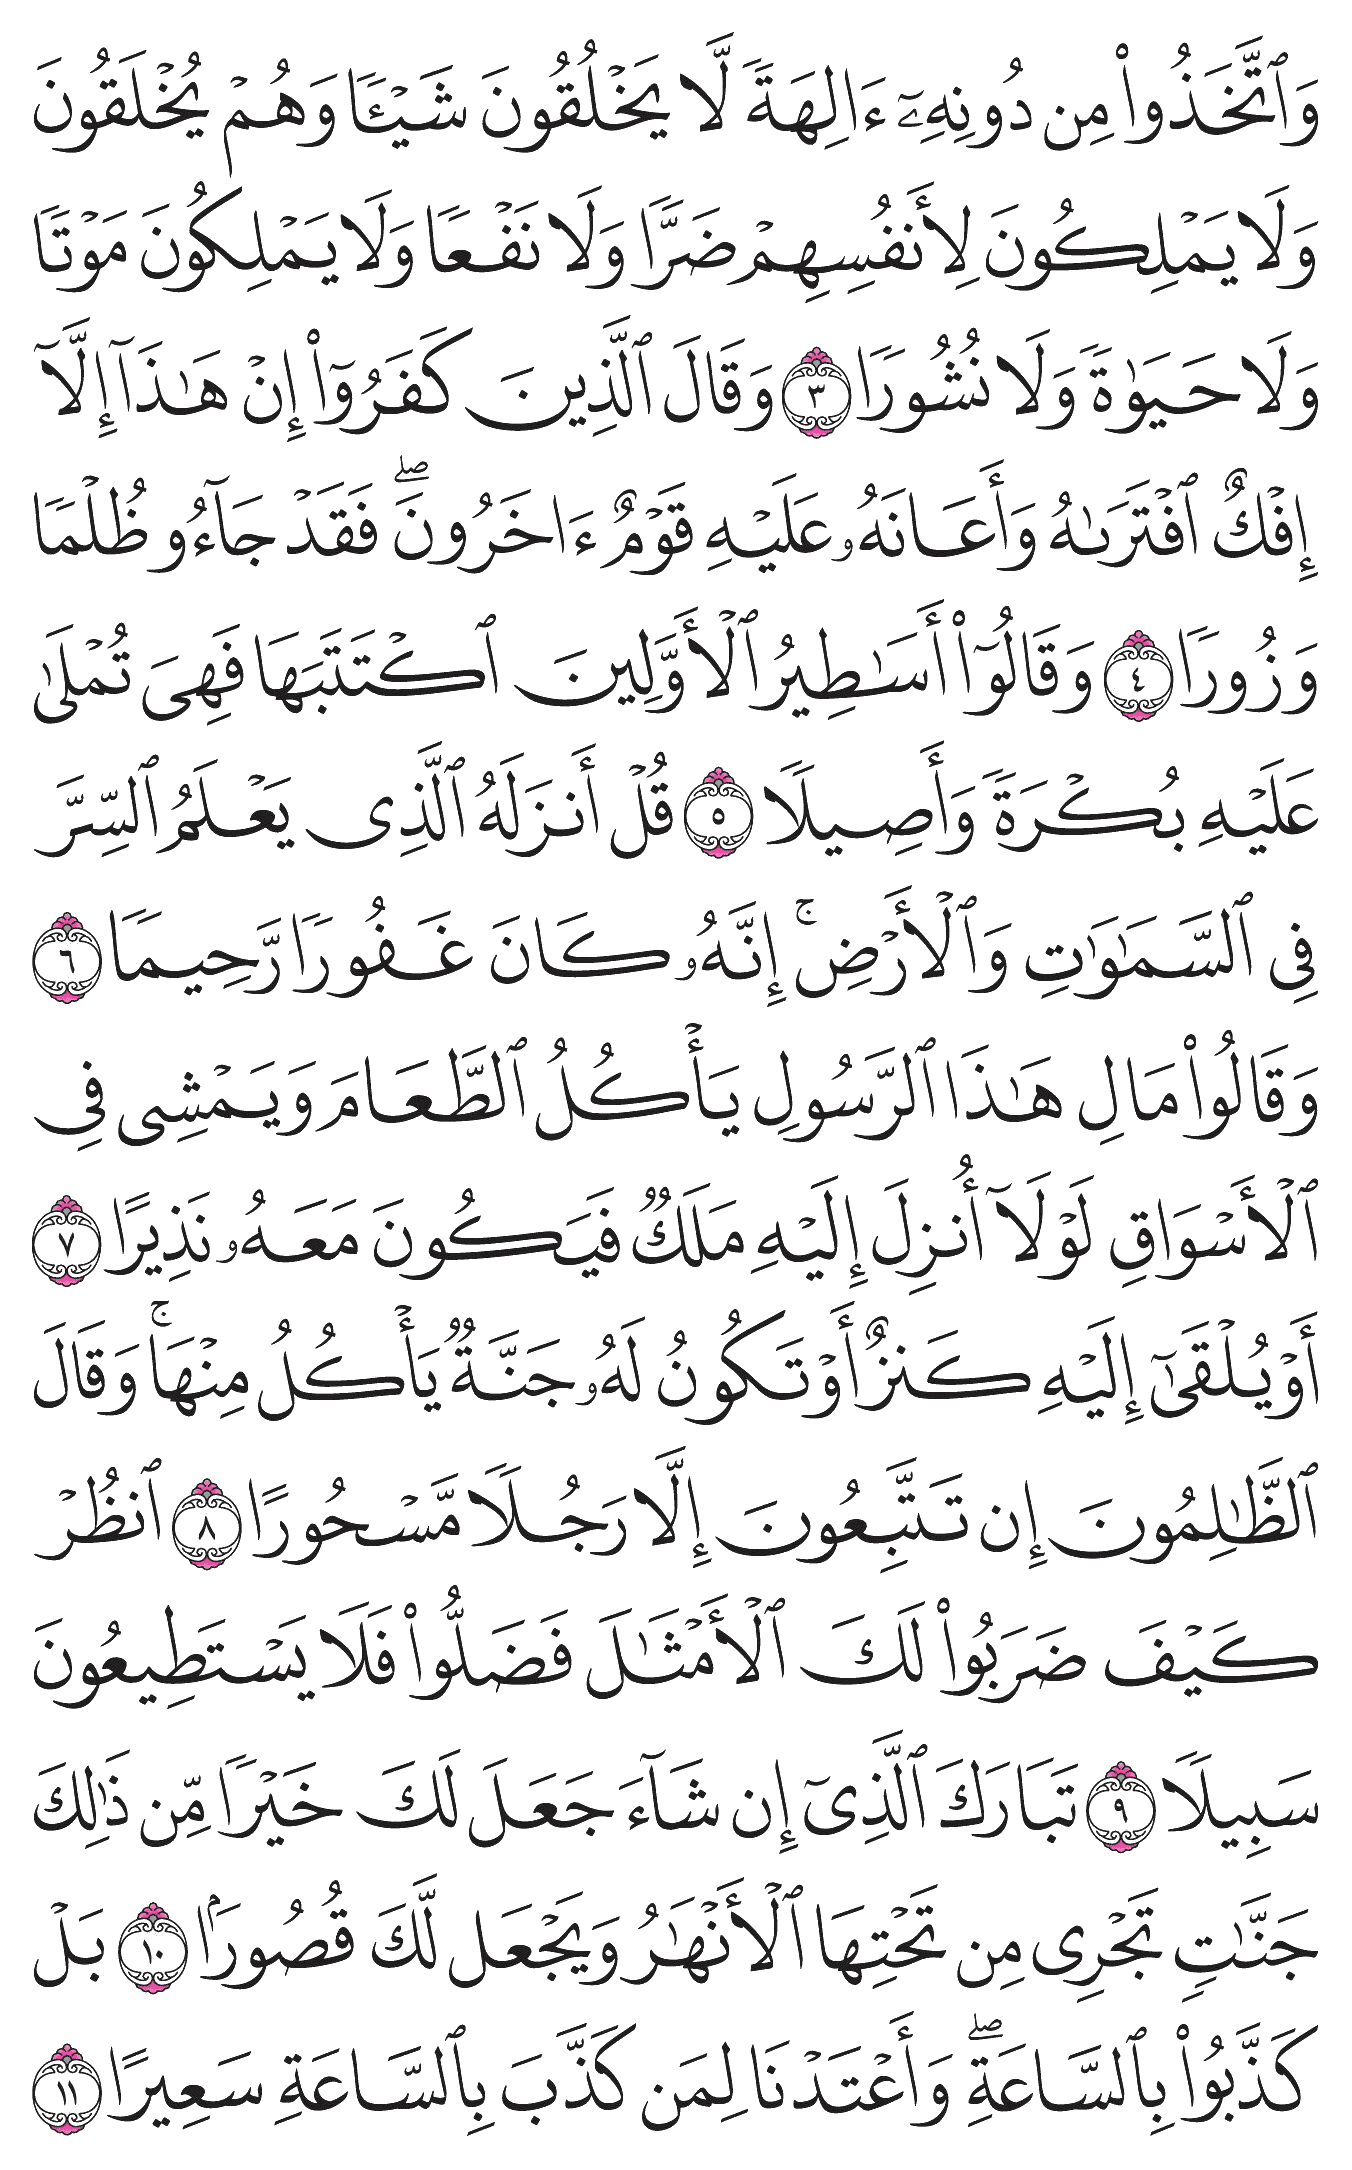 وَٱتَّخَذُوا۟ مِن دُونِهِۦٓ ءَالِهَةً لَّا يَخْلُقُونَ شَيْـًٔا وَهُمْ يُخْلَقُونَ
وَلَا يَمْلِكُونَ لِأَنفُسِهِمْ ضَرًّا وَلَا نَفْعًا وَلَا يَمْلِكُونَ مَوْتًا
وَلَا حَيَوٰةً وَلَا نُشُورًا ٣ وَقَالَ ٱلَّذِينَ كَفَرُوٓا۟ إِنْ هَـٰذَآ إِلَّآ
إِفْكٌ ٱفْتَرَىٰهُ وَأَعَانَهُۥ عَلَيْهِ قَوْمٌ ءَاخَرُونَ ۖ فَقَدْ جَآءُو ظُلْمًا
وَزُورًا ٤ وَقَالُوٓا۟ أَسَـٰطِيرُ ٱلْأَوَّلِينَ ٱكْتَتَبَهَا فَهِىَ تُمْلَىٰ
عَلَيْهِ بُكْرَةً وَأَصِيلًا ٥ قُلْ أَنزَلَهُ ٱلَّذِى يَعْلَمُ ٱلسِّرَّ
فِى ٱلسَّمَـٰوَٰتِ وَٱلْأَرْضِ ۚ إِنَّهُۥ كَانَ غَفُورًا رَّحِيمًا ٦
وَقَالُوا۟ مَالِ هَـٰذَا ٱلرَّسُولِ يَأْكُلُ ٱلطَّعَامَ وَيَمْشِى فِى
ٱلْأَسْوَاقِ لَوْلَآ أُنزِلَ إِلَيْهِ مَلَكٌ فَيَكُونَ مَعَهُۥ نَذِيرًا ٧
أَوْ يُلْقَىٰٓ إِلَيْهِ كَنزٌ أَوْ تَكُونُ لَهُۥ جَنَّةٌ يَأْكُلُ مِنْهَا ۚ وَقَالَ
ٱلظَّـٰلِمُونَ إِن تَتَّبِعُونَ إِلَّا رَجُلًا مَّسْحُورًا ٨ ٱنظُرْ
كَيْفَ ضَرَبُوا۟ لَكَ ٱلْأَمْثَـٰلَ فَضَلُّوا۟ فَلَا يَسْتَطِيعُونَ
سَبِيلًا ٩ تَبَارَكَ ٱلَّذِىٓ إِن شَآءَ جَعَلَ لَكَ خَيْرًا مِّن ذَٰلِكَ
جَنَّـٰتٍ تَجْرِى مِن تَحْتِهَا ٱلْأَنْهَـٰرُ وَيَجْعَل لَّكَ قُصُورًۢا ١٠ بَلْ
كَذَّبُوا۟ بِٱلسَّاعَةِ ۖ وَأَعْتَدْنَا لِمَن كَذَّبَ بِٱلسَّاعَةِ سَعِيرًا ١١